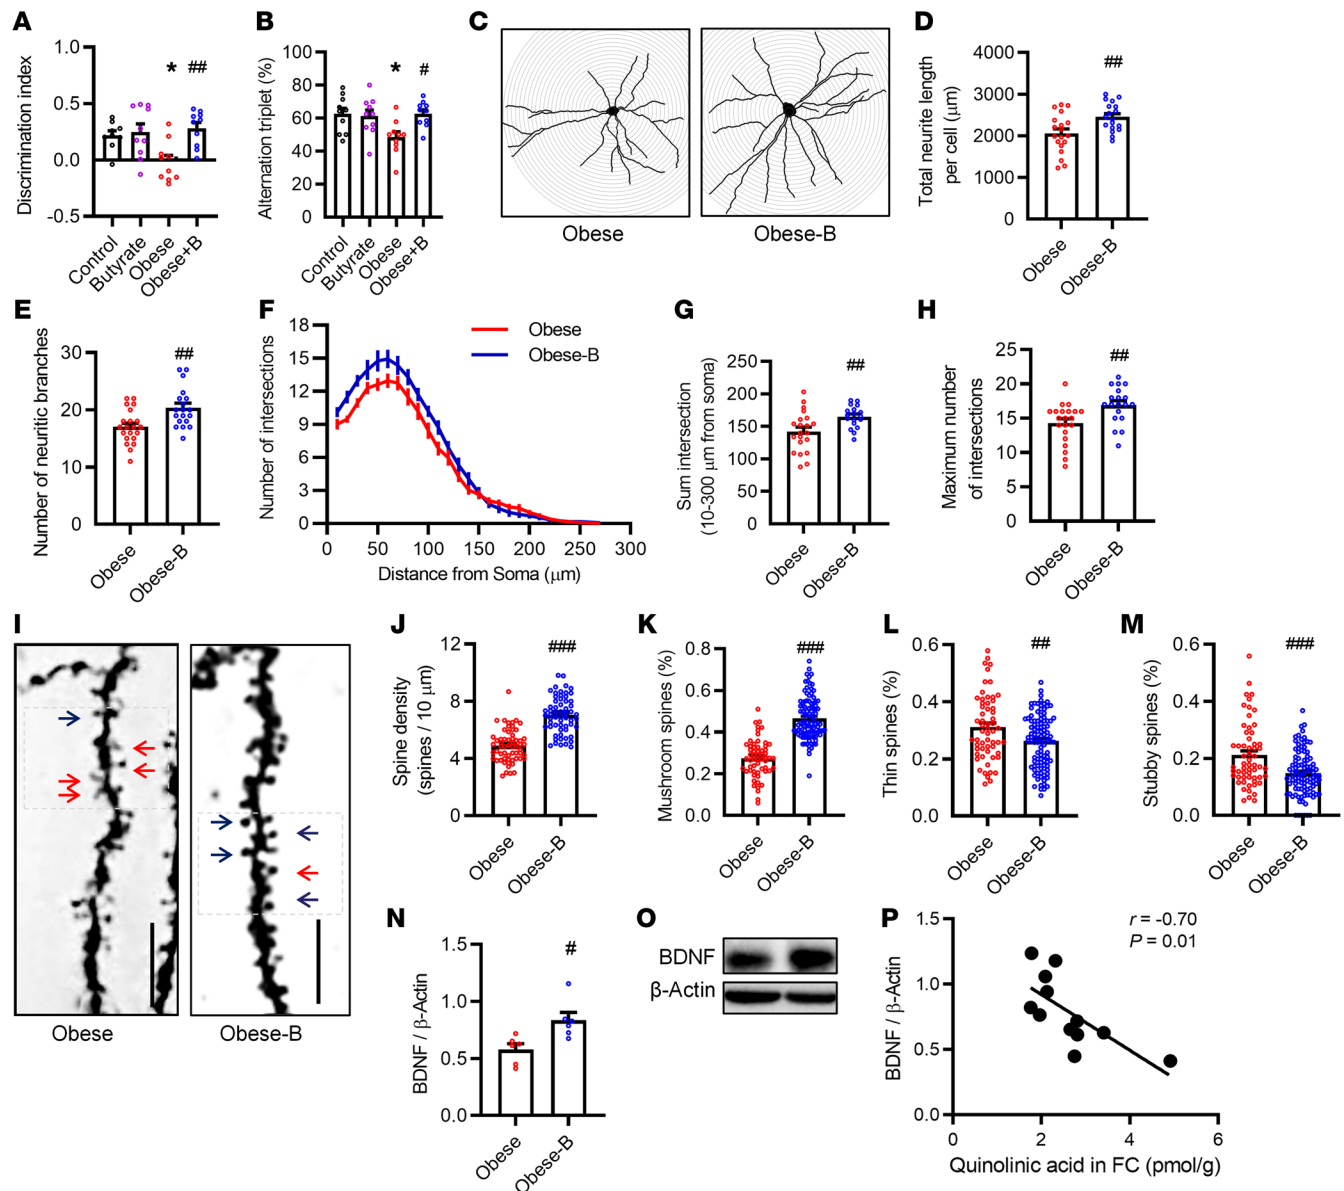 A
Discrimination index
1.0
0.5
0.0
-0.5
*
##
Control
Butyrate
Obese
Obese+B
B
Alternation triplet (%)
100
80
60
40
20
0
*
#
Control
Butyrate
Obese
Obese+B
C
Obese
Obese-B
D
Total neurite length
per cell (μm)
4000
3000
2000
1000
0
##
Obese
Obese-B
E
Number of neuritic branches
30
20
10
0
##
Obese
Obese-B
F
Number of intersections
18
15
12
9
6
3
0
Obese
Obese-B
0
50
100
150
200
250
300
Distance from Soma (μm)
G
Sum intersection
(10-300 μm from soma)
250
200
150
100
50
0
##
Obese
Obese-B
H
Maximum number
of intersections
25
20
15
10
5
0
##
Obese
Obese-B
I
Obese
Obese-B
J
Spine density
(spines / 10 μm)
12
8
4
0
###
Obese
Obese-B
K
Mushroom spines (%)
0.8
0.6
0.4
0.2
0.0
###
Obese
Obese-B
L
Thin spines (%)
0.6
0.4
0.2
0.0
##
Obese
Obese-B
M
Stubby spines (%)
0.6
0.4
0.2
0.0
###
Obese
Obese-B
N
BDNF / β-Actin
1.5
1.0
0.5
0.0
#
Obese
Obese-B
O
BDNF
β-Actin
P
BDNF / β-Actin
1.5
1.0
0.5
0.0
r = -0.70
P = 0.01
0
2
4
6
Quinolinic acid in FC (pmol/g)